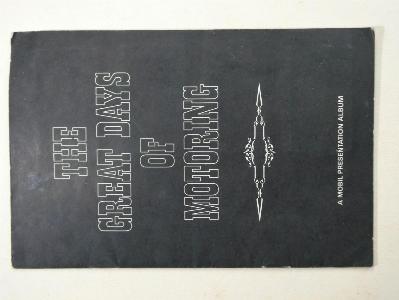 THE
GREAT DAYS
OF
MOTORING
A MOBIL PRESENTATION ALBUM